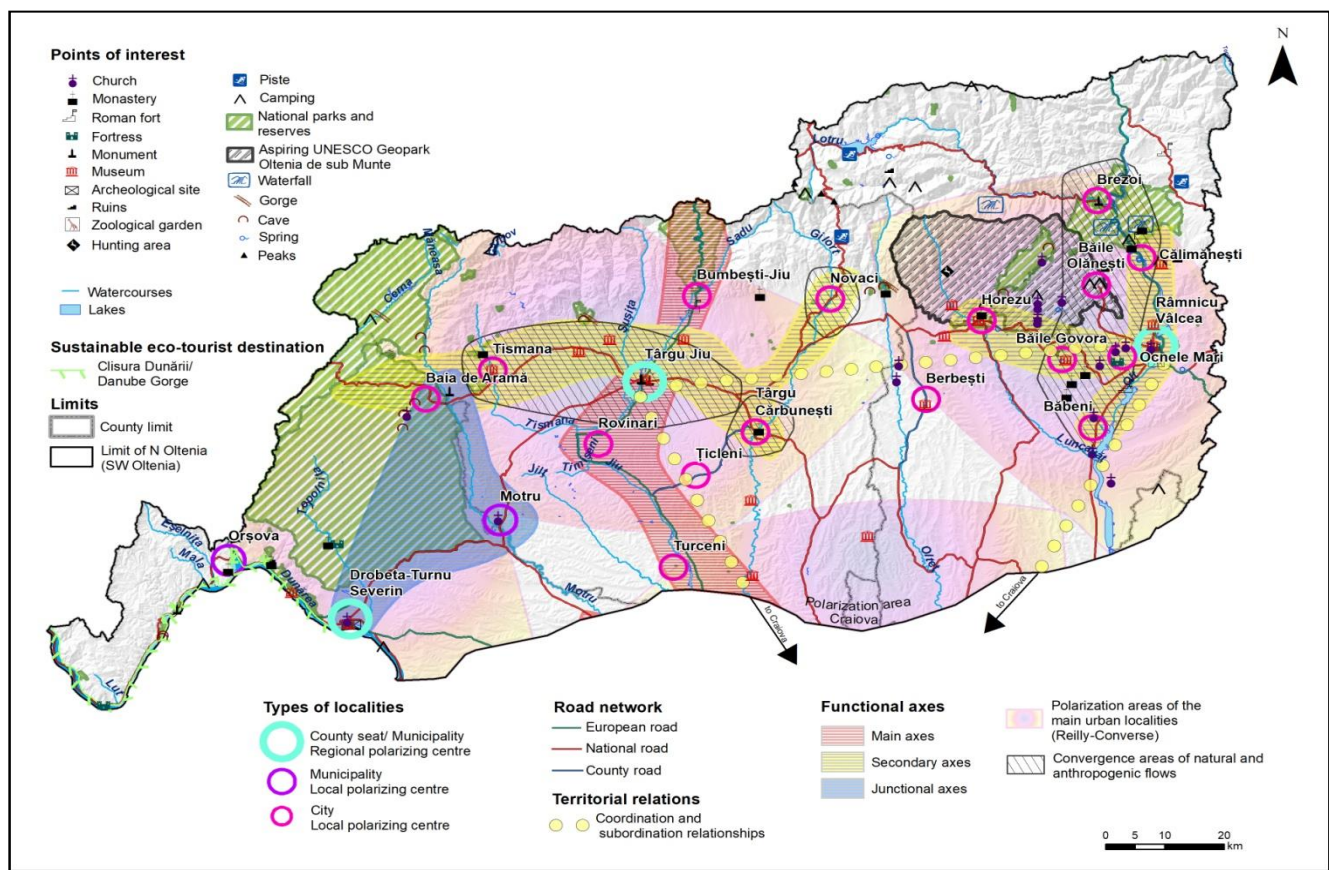 Points of interest
Church
Monastery
Roman fort
Fortress
Monument
Museum
Archeological site
Ruins
Zoological garden
Hunting area
Piste
Camping
National parks and
reserves
Aspiring UNESCO Geopark
Oltenia de sub Munte
Waterfall
Gorge
Cave
Spring
Peaks
Watercourses
Lakes
Sustainable eco-tourist destination
Clisura Dunării/
Danube Gorge
Limits
County limit
Limit of N Oltenia
(SW Oltenia)
N
Lotru
Brezoi
Măneasa
Cerna
Sadu
Gilort
Băile
Olănești
Călimănești
Bumbești-Jiu
Novaci
Horezu
Râmnicu
Vâlcea
Sușița
Tismana
Târgu Jiu
Băile Govora
Ocnele Mari
Baia de Aramă
Berbești
Târgu
Cărbunești
Băbeni
Tismana
Rovinari
Jilț
Jiu
Țicleni
Topolnița
Motru
Eșelnița
Mala
Orșova
Turceni
Olteț
Dunărea
Drobeta-Turnu
Severin
Motru
Polarization area
Craiova
to Craiova
to Craiova
Types of localities
County seat/ Municipality
Regional polarizing centre
Municipality
Local polarizing centre
City
Local polarizing centre
Road network
European road
National road
County road
Territorial relations
Coordination and
subordination relationships
Functional axes
Main axes
Secondary axes
Junctional axes
Polarization areas of the
main urban localities
(Reilly-Converse)
Convergence areas of natural and
anthropogenic flows
0 5 10 20
km